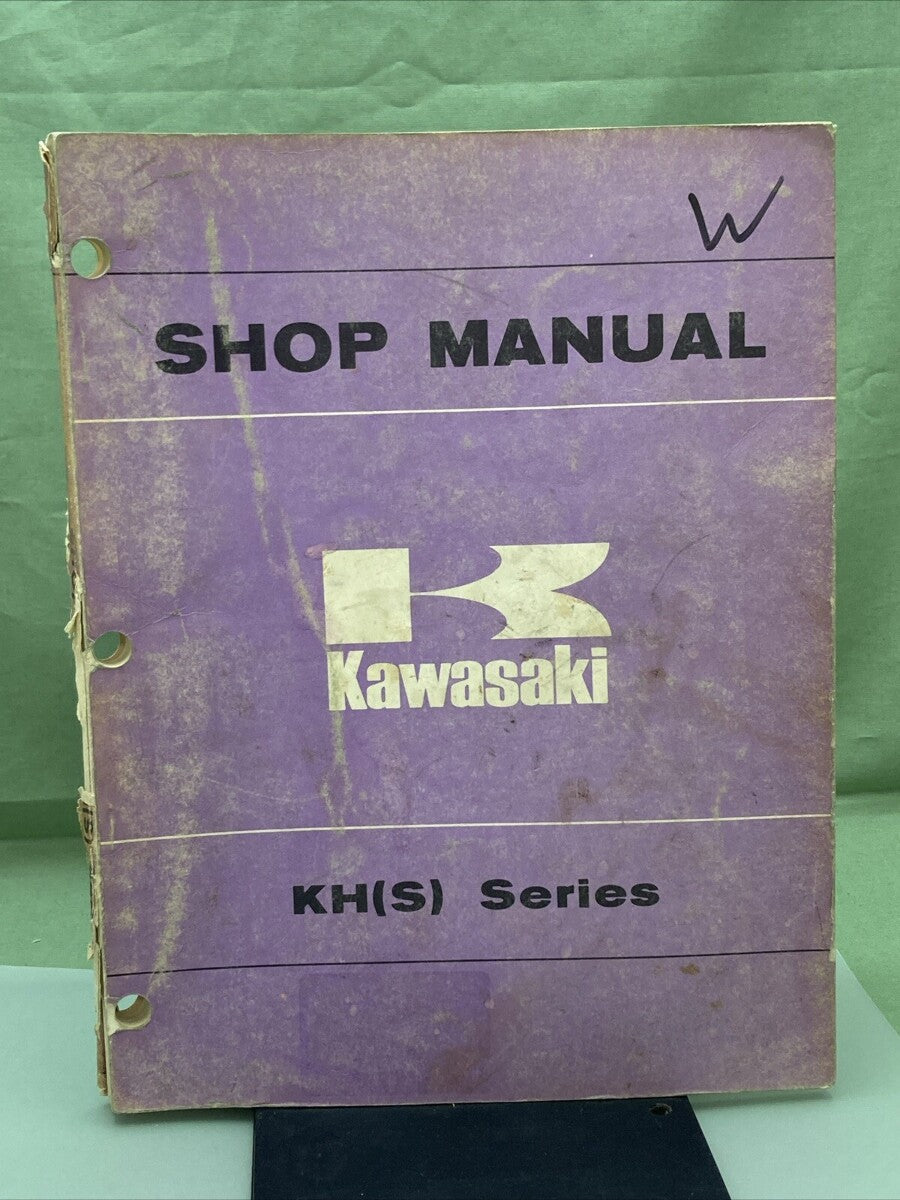 W
SHOP MANUAL
Kawasaki
KH(S) Series